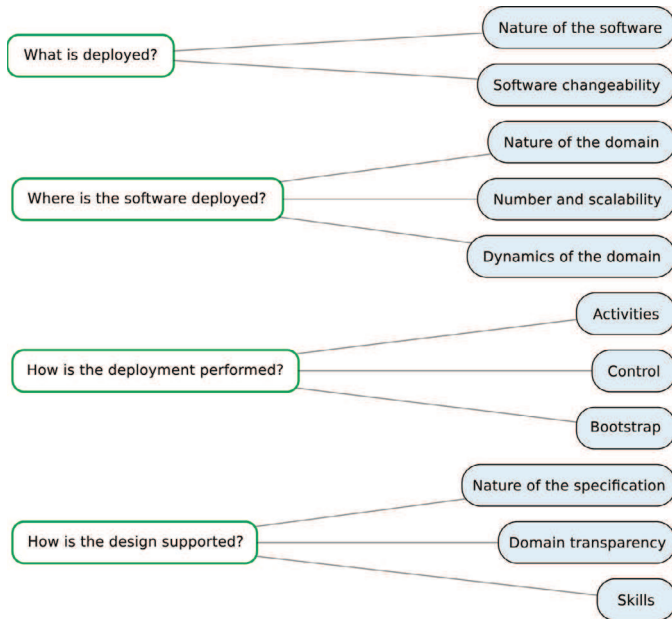 Nature of the software
What is deployed?
Software changeability
Nature of the domain
Where is the software deployed?
Number and scalability
Dynamics of the domain
Activities
How is the deployment performed?
Control
Bootstrap
Nature of the specification
How is the design supported?
Domain transparency
Skills